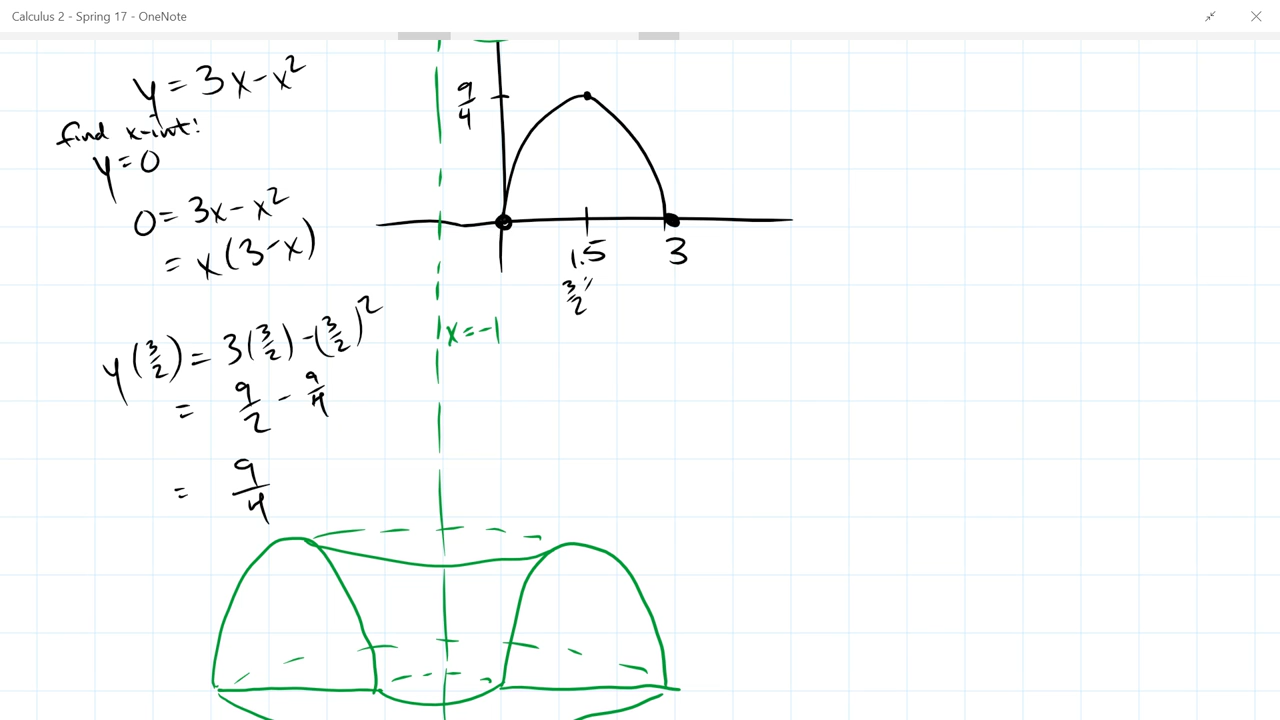 Calculus 2 - Spring 17 - OneNote
y = 3x - x²
find x-int:
y = 0
0 = 3x - x²
= x(3-x)
y(3/2) = 3(3/2) - (3/2)²
= 9/2 - 9/4
= 9/4
9/4
1.5
3
3/2
x = -1